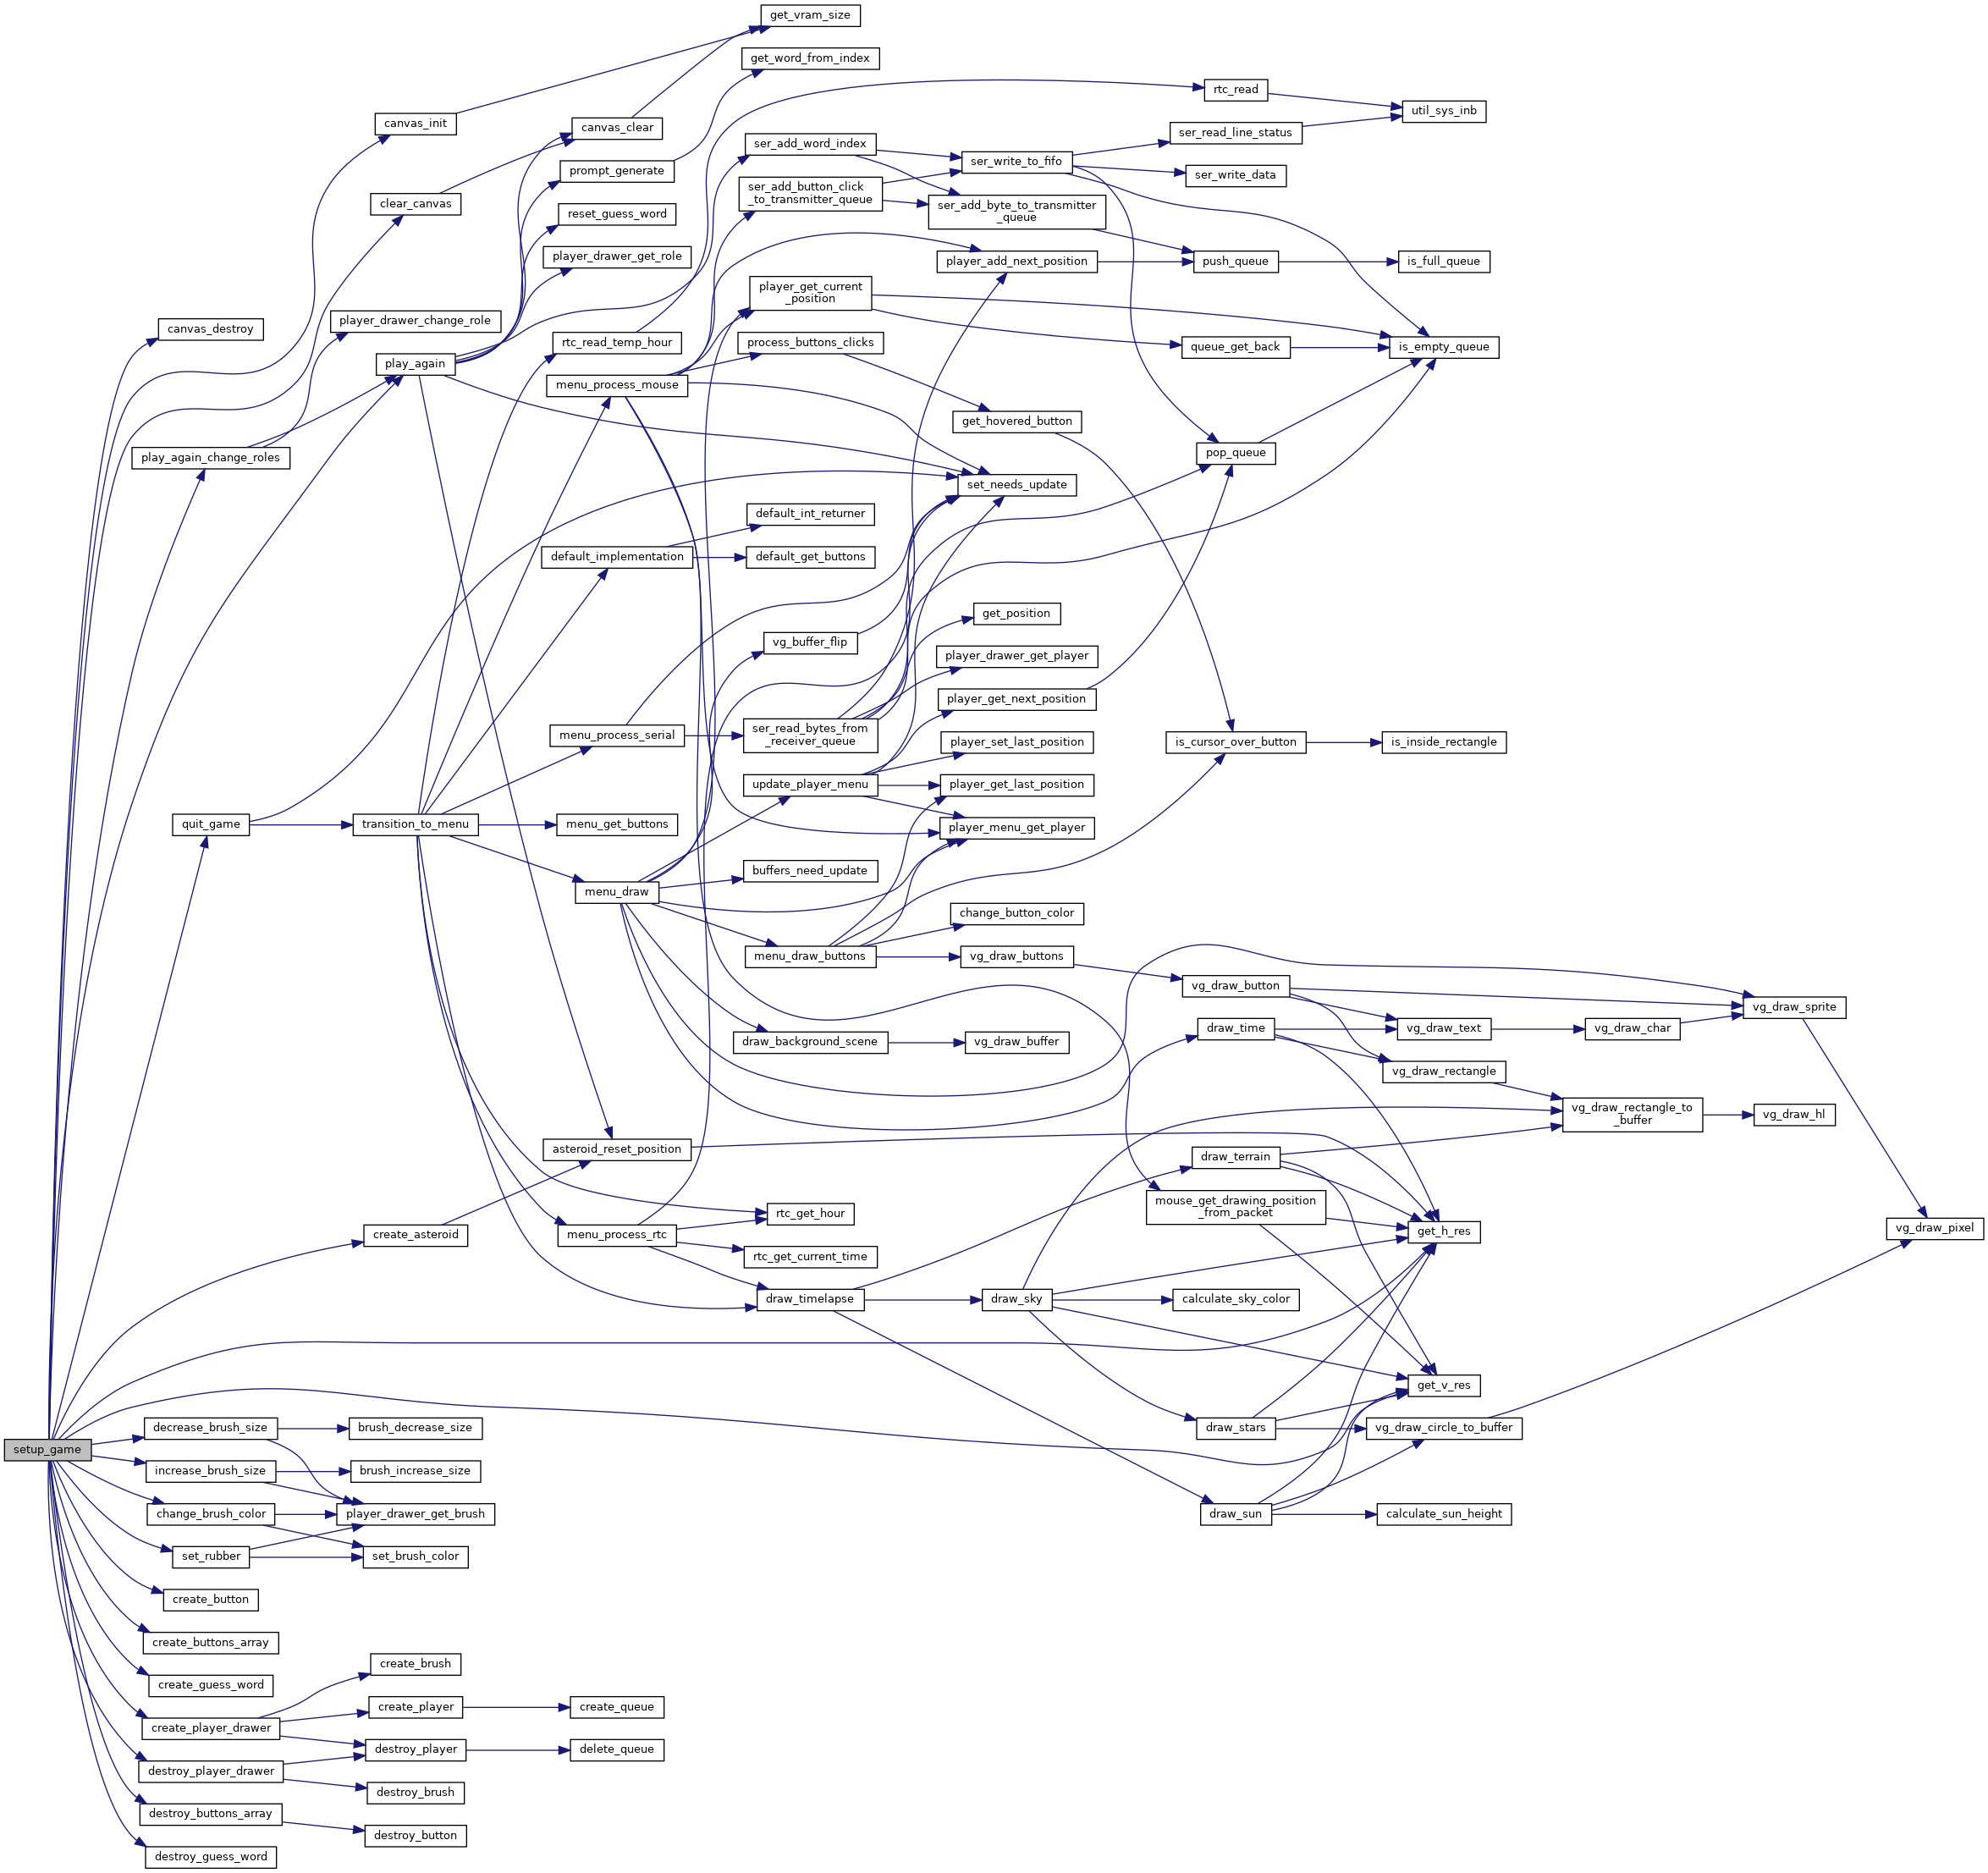 get_vram_size
get_word_from_index
rtc_read
util_sys_inb
canvas_init
canvas_clear
ser_read_line_status
ser_add_word_index
ser_write_to_fifo
prompt_generate
ser_write_data
ser_add_button_click
_to_transmitter_queue
clear_canvas
ser_add_byte_to_transmitter
_queue
reset_guess_word
player_drawer_get_role
player_add_next_position
push_queue
is_full_queue
player_get_current
_position
player_drawer_change_role
canvas_destroy
rtc_read_temp_hour
process_buttons_clicks
queue_get_back
is_empty_queue
play_again
menu_process_mouse
get_hovered_button
play_again_change_roles
pop_queue
set_needs_update
default_int_returner
default_implementation
default_get_buttons
get_position
vg_buffer_flip
player_drawer_get_player
player_get_next_position
menu_process_serial
ser_read_bytes_from
_receiver_queue
player_set_last_position
is_cursor_over_button
is_inside_rectangle
update_player_menu
player_get_last_position
quit_game
transition_to_menu
menu_get_buttons
player_menu_get_player
buffers_need_update
menu_draw
change_button_color
menu_draw_buttons
vg_draw_buttons
vg_draw_button
vg_draw_sprite
draw_time
vg_draw_text
vg_draw_char
draw_background_scene
vg_draw_buffer
vg_draw_rectangle
vg_draw_rectangle_to
_buffer
vg_draw_hl
asteroid_reset_position
draw_terrain
mouse_get_drawing_position
_from_packet
rtc_get_hour
create_asteroid
menu_process_rtc
get_h_res
vg_draw_pixel
rtc_get_current_time
draw_timelapse
draw_sky
calculate_sky_color
get_v_res
decrease_brush_size
brush_decrease_size
draw_stars
vg_draw_circle_to_buffer
setup_game
increase_brush_size
brush_increase_size
change_brush_color
player_drawer_get_brush
draw_sun
calculate_sun_height
set_rubber
set_brush_color
create_button
create_buttons_array
create_brush
create_guess_word
create_player
create_queue
create_player_drawer
destroy_player
delete_queue
destroy_player_drawer
destroy_brush
destroy_buttons_array
destroy_button
destroy_guess_word